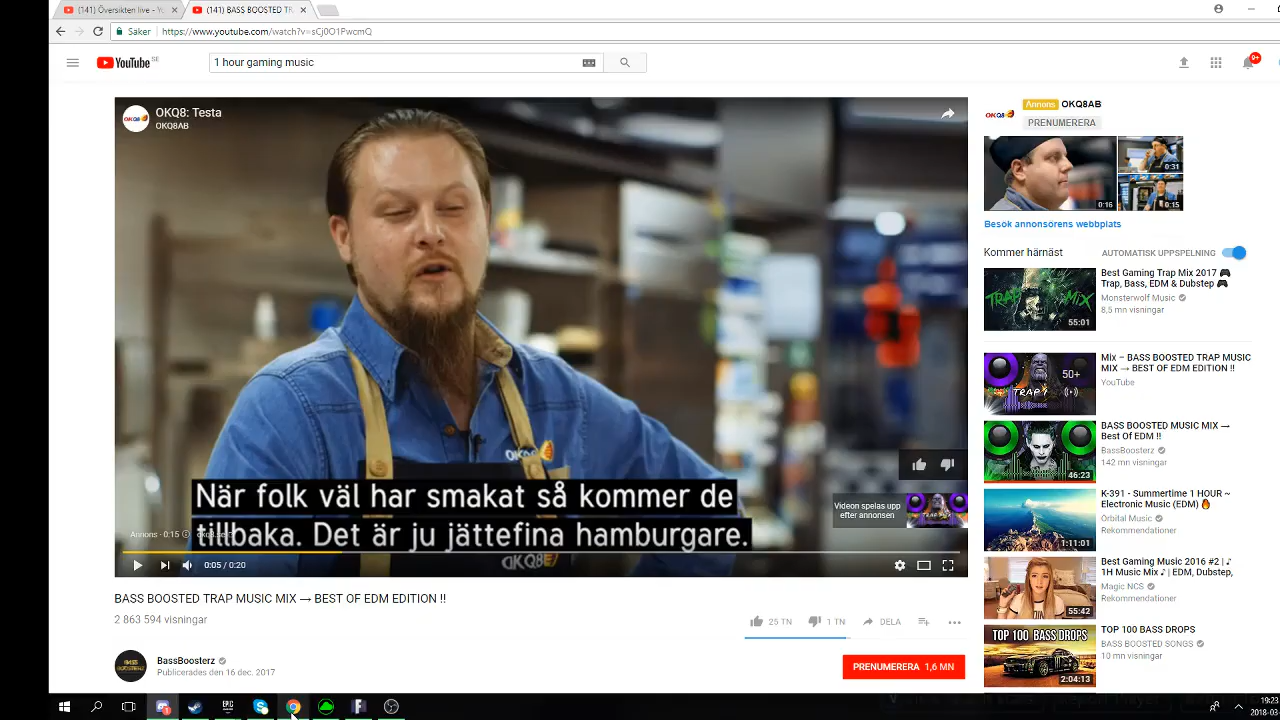 (141) Översikten live - Yo
(141) BASS BOOSTED TR
Säker
https://www.youtube.com/watch?v=sCj0O1PwcmQ
YouTube SE
1 hour gaming music
9+
OKQ8: Testa
OKQ8AB
När folk väl har smakat så kommer de
tillbaka. Det är ju jättefina hamburgare.
Annons · 0:15
OKQ8
Videon spelas upp
efter annonsen
0:05 / 0:20
BASS BOOSTED TRAP MUSIC MIX → BEST OF EDM EDITION !!
2 863 594 visningar
25 TN
1 TN
DELA
BassBoosterz
Publicerades den 16 dec. 2017
PRENUMERERA 1,6 MN
Annons OKQ8AB
PRENUMERERA
0:16
0:31
0:15
Besök annonsörens webbplats
Kommer härnäst
AUTOMATISK UPPSPELNING
TRAP MIX
55:01
Best Gaming Trap Mix 2017 🎮
Trap, Bass, EDM & Dubstep 🎮
Monsterwolf Music
8,5 mn visningar
TRAP!
50+
Mix – BASS BOOSTED TRAP MUSIC
MIX → BEST OF EDM EDITION !!
YouTube
46:23
BASS BOOSTED MUSIC MIX →
Best Of EDM !!
BassBoosterz
142 mn visningar
1:11:01
K-391 - Summertime 1 HOUR ~
Electronic Music (EDM) 🔥
Orbital Music
Rekommendationer
55:42
Best Gaming Music 2016 #2 | ♪
1H Music Mix ♪ | EDM, Dubstep,
Magic NCS
Rekommendationer
TOP 100 BASS DROPS
2:04:13
TOP 100 BASS DROPS
BASS BOOSTED SONGS
10 mn visningar
EPIC
19:23
2018-03-